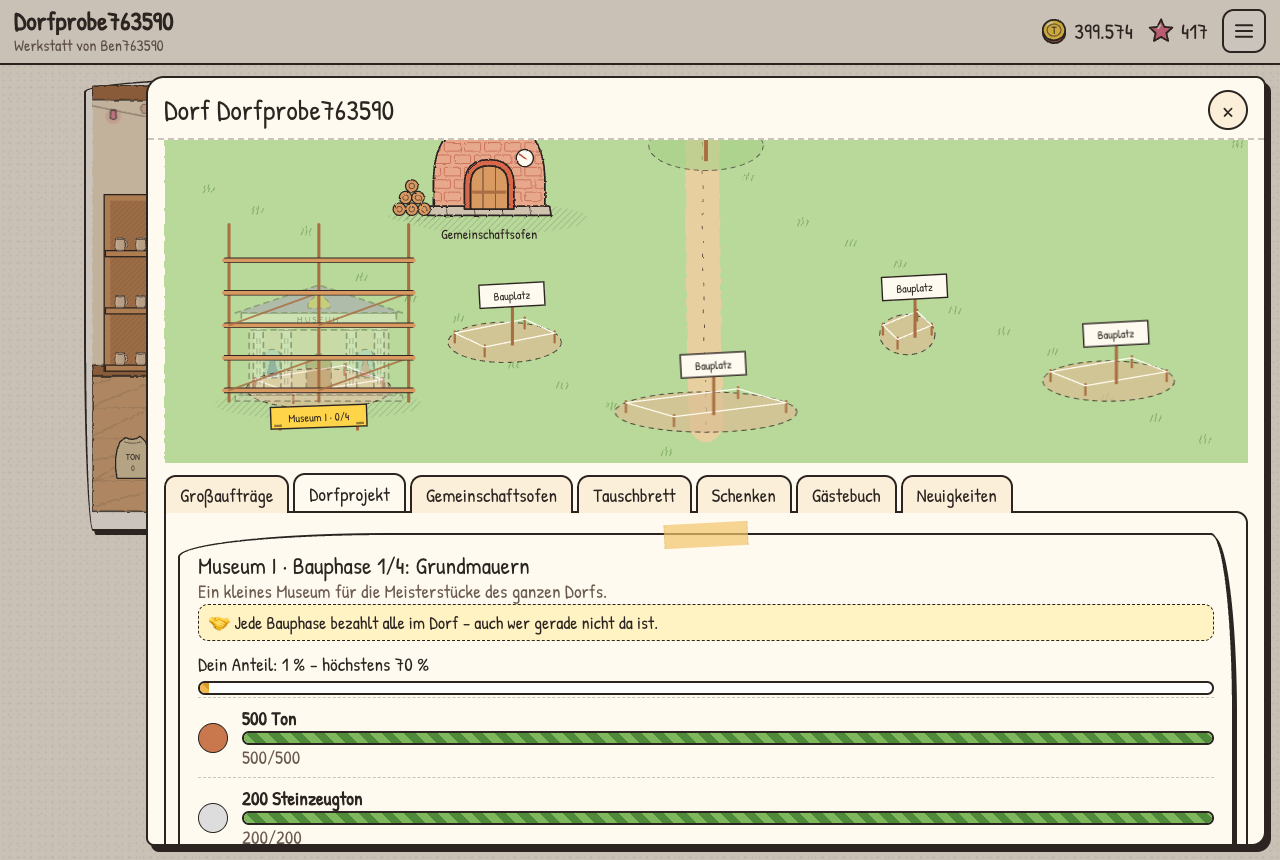 Dorfprobe763590
Werkstatt von Ben763590
399.574
417
Dorf Dorfprobe763590
×
Gemeinschaftsofen
MUSEUM
Bauplatz
Bauplatz
Bauplatz
Bauplatz
Museum I · 0/4
TON
0
Großaufträge
Dorfprojekt
Gemeinschaftsofen
Tauschbrett
Schenken
Gästebuch
Neuigkeiten
Museum I · Bauphase 1/4: Grundmauern
Ein kleines Museum für die Meisterstücke des ganzen Dorfs.
🤝 Jede Bauphase bezahlt alle im Dorf – auch wer gerade nicht da ist.
Dein Anteil: 1 % – höchstens 70 %
500 Ton
500/500
200 Steinzeugton
200/200